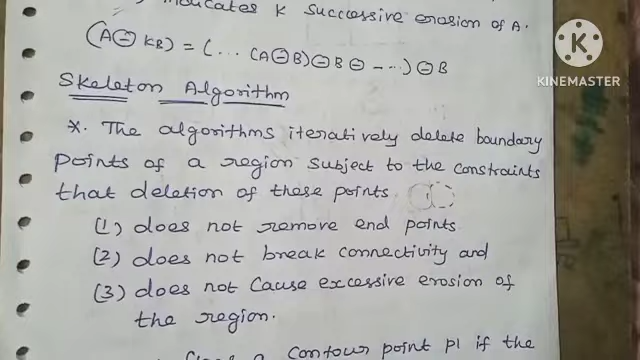 indicates K successive erosion of A.
(A⊖KB) = (... (A⊖B)⊖B⊖ - ...)⊖B
Skeleton Algorithm
*. The algorithms iteratively delete boundary
points of a region subject to the constraints
that deletion of these points
(1) does not remove end points
(2) does not break connectivity and
(3) does not cause excessive erosion of
the region.
a contour point p1 if the
K
KINEMASTER